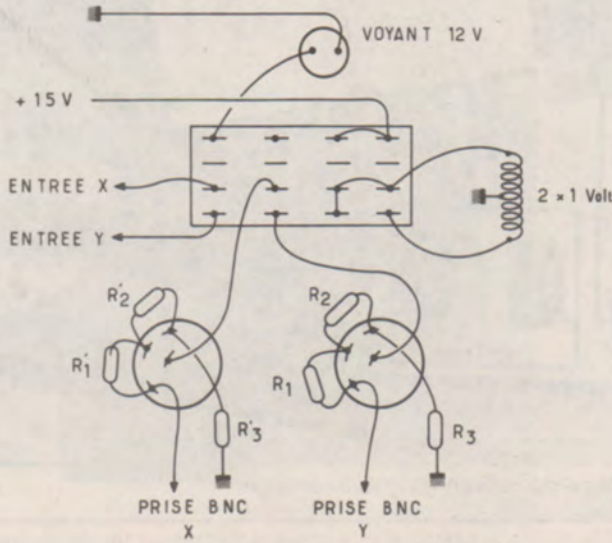 VOYANT 12 V
+ 15 V
ENTREE X
ENTREE Y
2 × 1 Volt
R'2
R2
R'1
R1
R'3
R3
PRISE BNC
X
PRISE BNC
Y